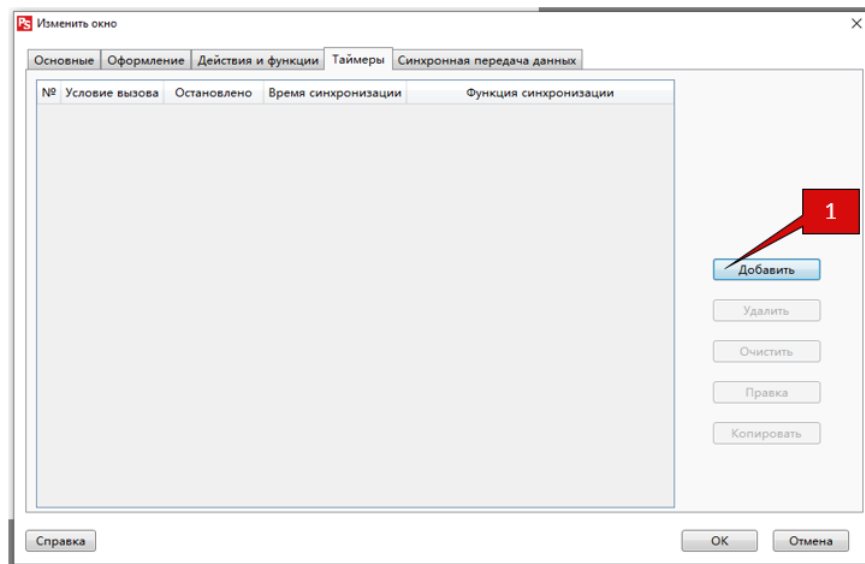 PS Изменить окно
Основные Оформление Действия и функции Таймеры Синхронная передача данных
№ Условие вызова Остановлено Время синхронизации Функция синхронизации
1
Добавить
Удалить
Очистить
Правка
Копировать
Справка OK Отмена